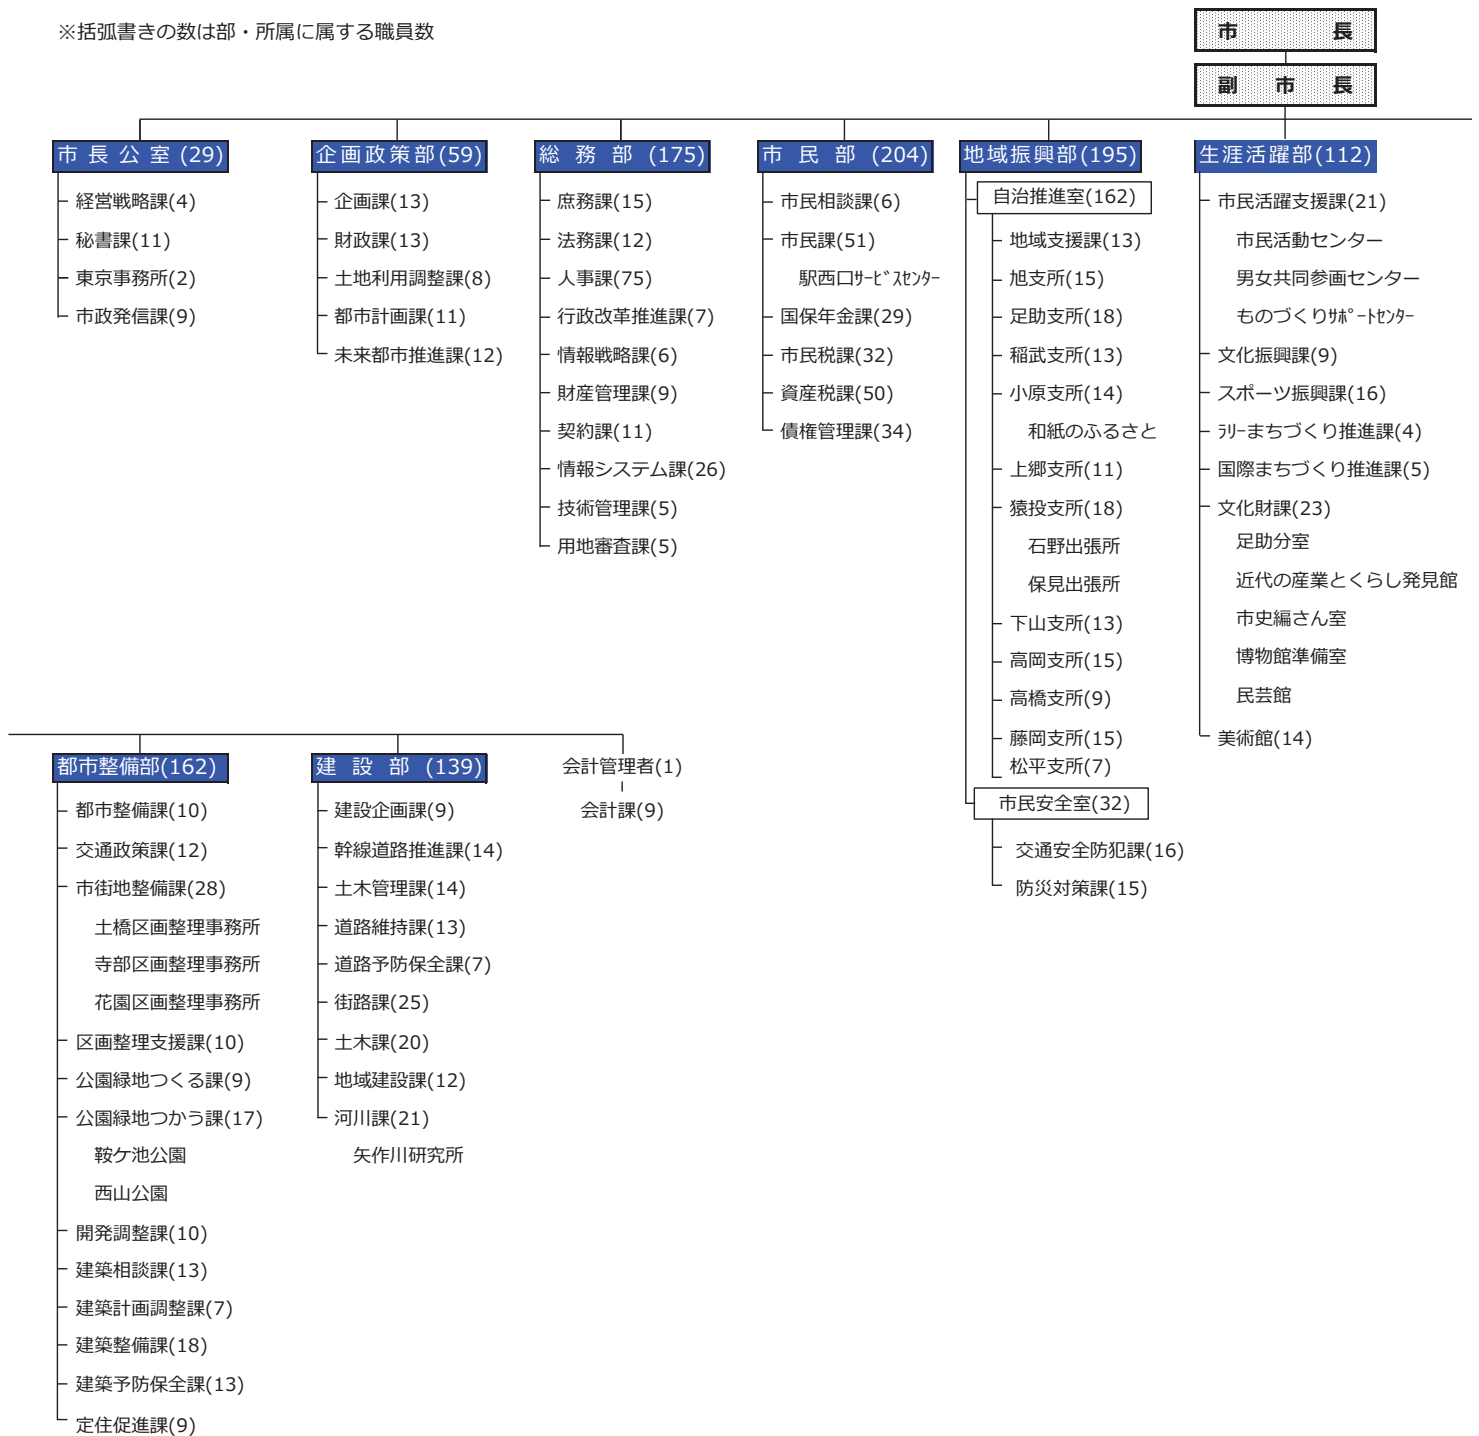 ※括弧書きの数は部・所属に属する職員数
市 長
副 市 長
市長公室(29)
経営戦略課(4)
秘書課(11)
東京事務所(2)
市政発信課(9)
企画政策部(59)
企画課(13)
財政課(13)
土地利用調整課(8)
都市計画課(11)
未来都市推進課(12)
総務部(175)
庶務課(15)
法務課(12)
人事課(75)
行政改革推進課(7)
情報戦略課(6)
財産管理課(9)
契約課(11)
情報システム課(26)
技術管理課(5)
用地審査課(5)
市民部(204)
市民相談課(6)
市民課(51)
駅西口ｻｰﾋﾞｽｾﾝﾀｰ
国保年金課(29)
市民税課(32)
資産税課(50)
債権管理課(34)
地域振興部(195)
自治推進室(162)
地域支援課(13)
旭支所(15)
足助支所(18)
稲武支所(13)
小原支所(14)
和紙のふるさと
上郷支所(11)
猿投支所(18)
石野出張所
保見出張所
下山支所(13)
高岡支所(15)
高橋支所(9)
藤岡支所(15)
松平支所(7)
市民安全室(32)
交通安全防犯課(16)
防災対策課(15)
生涯活躍部(112)
市民活躍支援課(21)
市民活動センター
男女共同参画センター
ものづくりｻﾎﾟｰﾄｾﾝﾀｰ
文化振興課(9)
スポーツ振興課(16)
ﾗﾘｰまちづくり推進課(4)
国際まちづくり推進課(5)
文化財課(23)
足助分室
近代の産業とくらし発見館
市史編さん室
博物館準備室
民芸館
美術館(14)
都市整備部(162)
都市整備課(10)
交通政策課(12)
市街地整備課(28)
土橋区画整理事務所
寺部区画整理事務所
花園区画整理事務所
区画整理支援課(10)
公園緑地つくる課(9)
公園緑地つかう課(17)
鞍ケ池公園
西山公園
開発調整課(10)
建築相談課(13)
建築計画調整課(7)
建築整備課(18)
建築予防保全課(13)
定住促進課(9)
建設部(139)
建設企画課(9)
幹線道路推進課(14)
土木管理課(14)
道路維持課(13)
道路予防保全課(7)
街路課(25)
土木課(20)
地域建設課(12)
河川課(21)
矢作川研究所
会計管理者(1)
会計課(9)